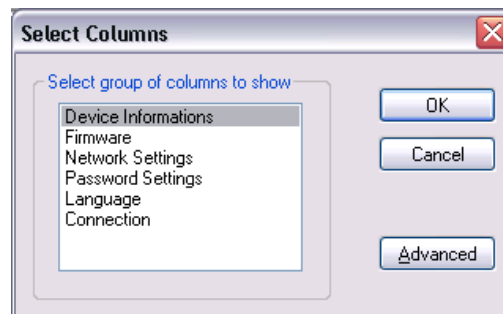 Select Columns
Select group of columns to show
Device Informations
Firmware
Network Settings
Password Settings
Language
Connection
OK
Cancel
Advanced